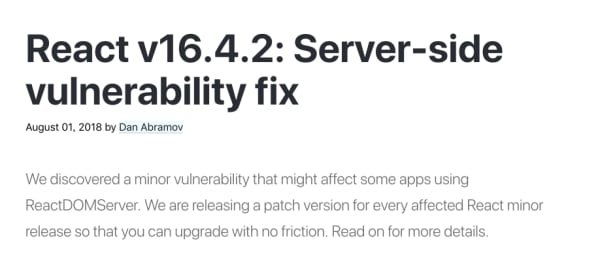 React v16.4.2: Server-side
vulnerability fix
August 01, 2018 by Dan Abramov
We discovered a minor vulnerability that might affect some apps using
ReactDOMServer. We are releasing a patch version for every affected React minor
release so that you can upgrade with no friction. Read on for more details.